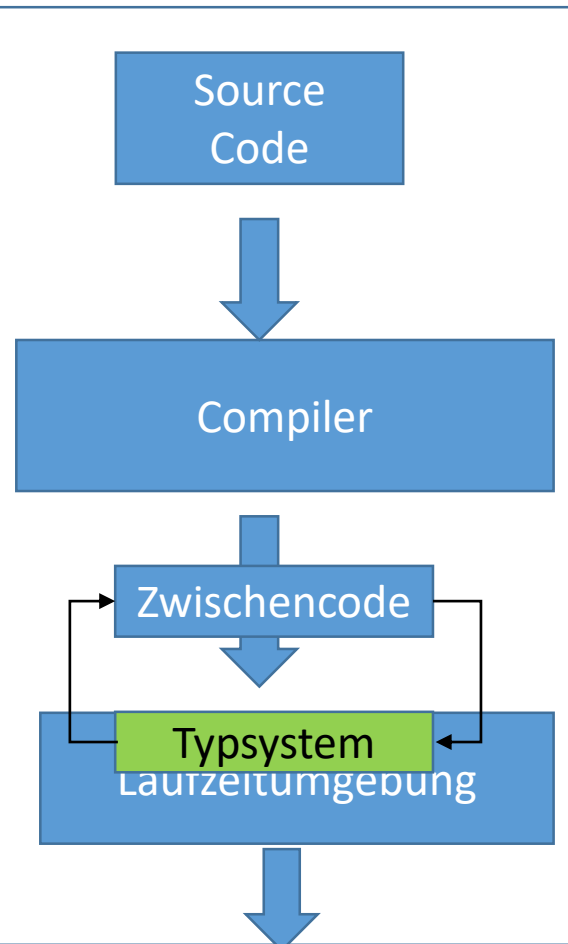 Source
Code
Compiler
Zwischencode
Typsystem
Laufzeitumgebung